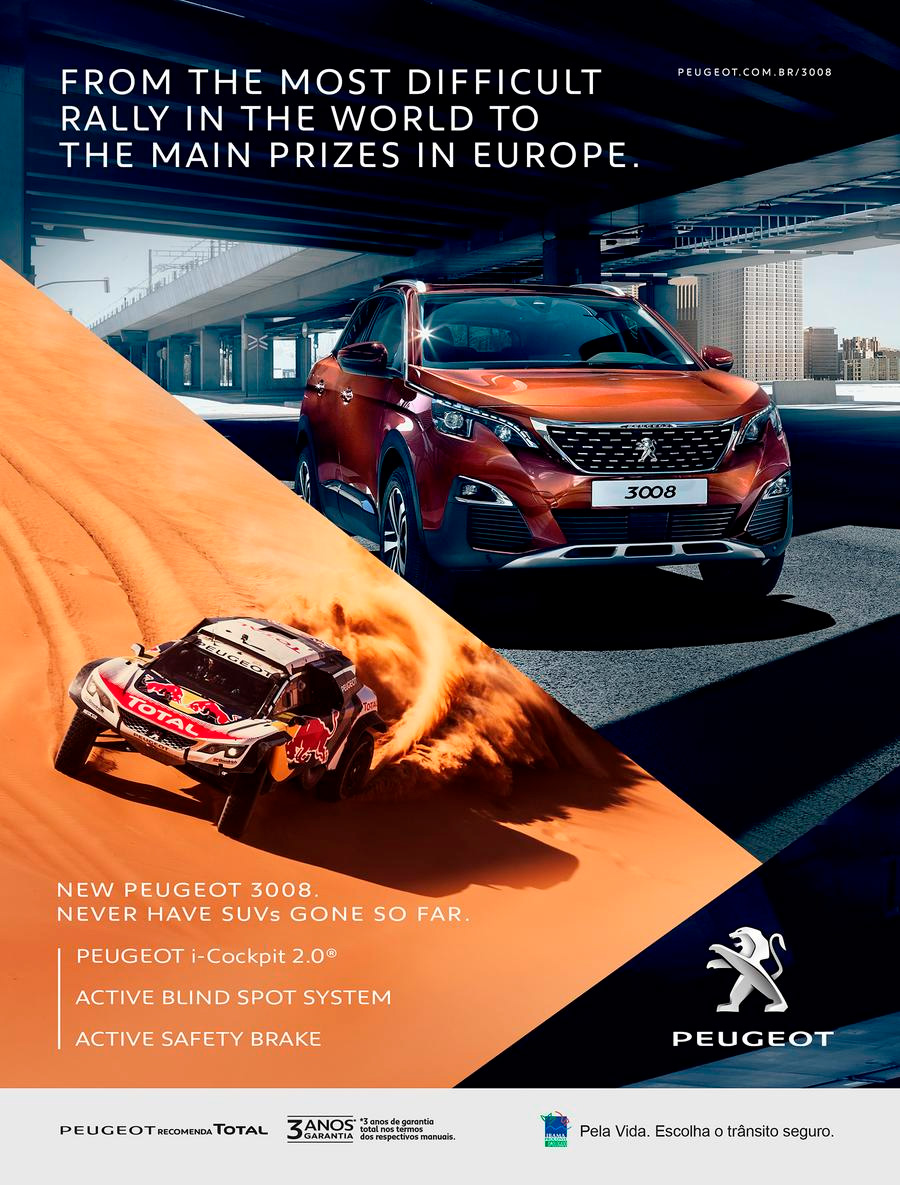 FROM THE MOST DIFFICULT
RALLY IN THE WORLD TO
THE MAIN PRIZES IN EUROPE.
PEUGEOT.COM.BR/3008
3008
PEUGEOT
TOTAL
NEW PEUGEOT 3008.
NEVER HAVE SUVs GONE SO FAR.
PEUGEOT i-Cockpit 2.0®
ACTIVE BLIND SPOT SYSTEM
ACTIVE SAFETY BRAKE
PEUGEOT
PEUGEOT RECOMENDA TOTAL
3 ANOS*
GARANTIA
*3 anos de garantia
total nos termos
dos respectivos manuais.
IBAMA
Pela Vida. Escolha o trânsito seguro.